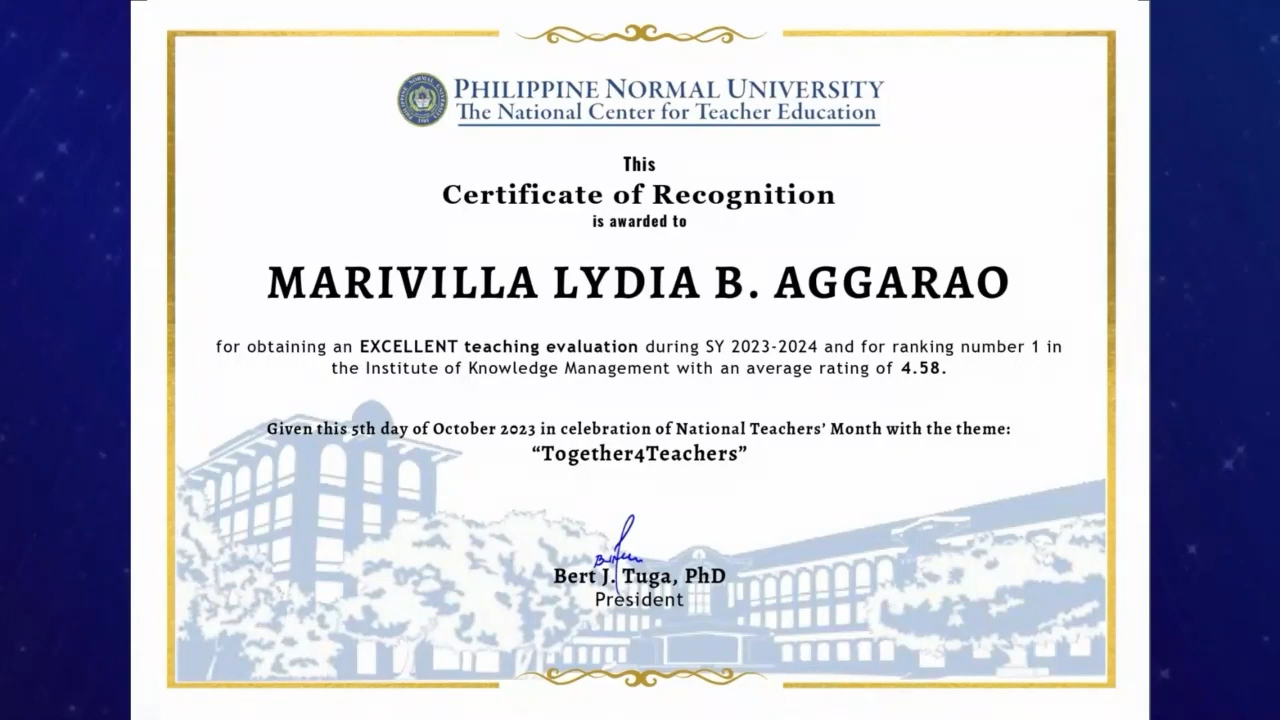 PHILIPPINE NORMAL UNIVERSITY
The National Center for Teacher Education
This
Certificate of Recognition
is awarded to
MARIVILLA LYDIA B. AGGARAO
for obtaining an EXCELLENT teaching evaluation during SY 2023-2024 and for ranking number 1 in
the Institute of Knowledge Management with an average rating of 4.58.
Given this 5th day of October 2023 in celebration of National Teachers' Month with the theme:
“Together4Teachers”
Bert J. Tuga, PhD
President